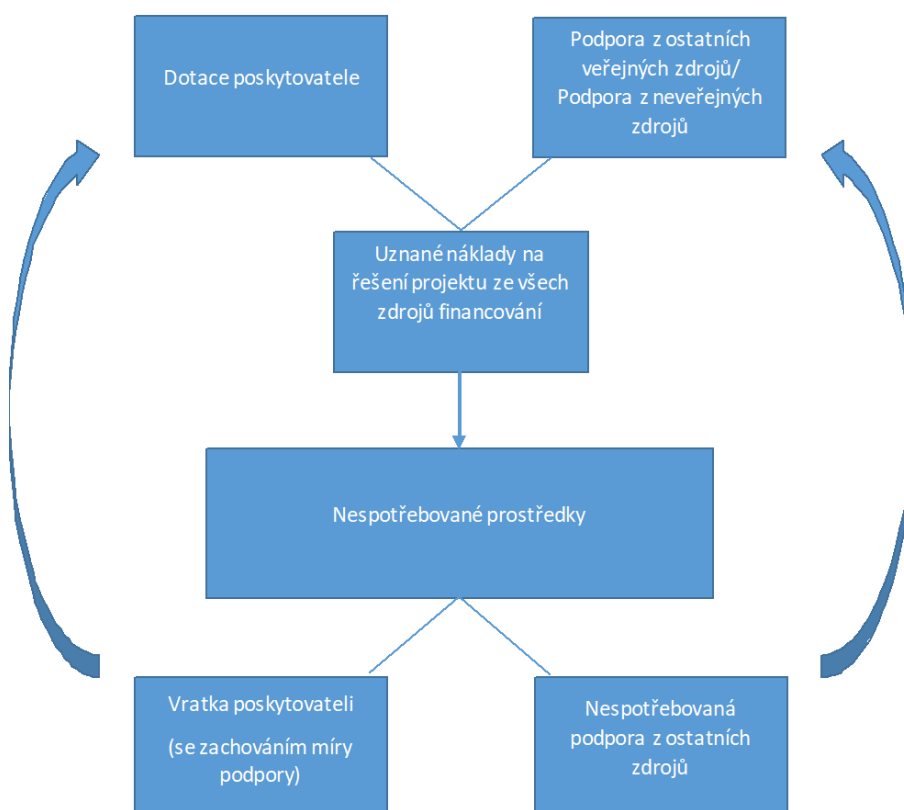 Dotace poskytovatele
Podpora z ostatních
veřejných zdrojů/
Podpora z neveřejných
zdrojů
Uznané náklady na
řešení projektu ze všech
zdrojů financování
Nespotřebované prostředky
Vratka poskytovateli
(se zachováním míry
podpory)
Nespotřebovaná
podpora z ostatních
zdrojů